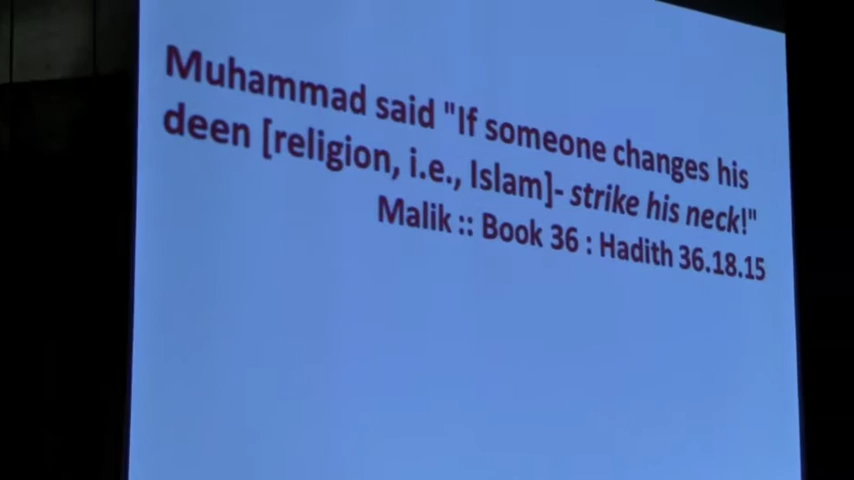 Muhammad said "If someone changes his
deen [religion, i.e., Islam]- strike his neck!"
Malik :: Book 36 : Hadith 36.18.15